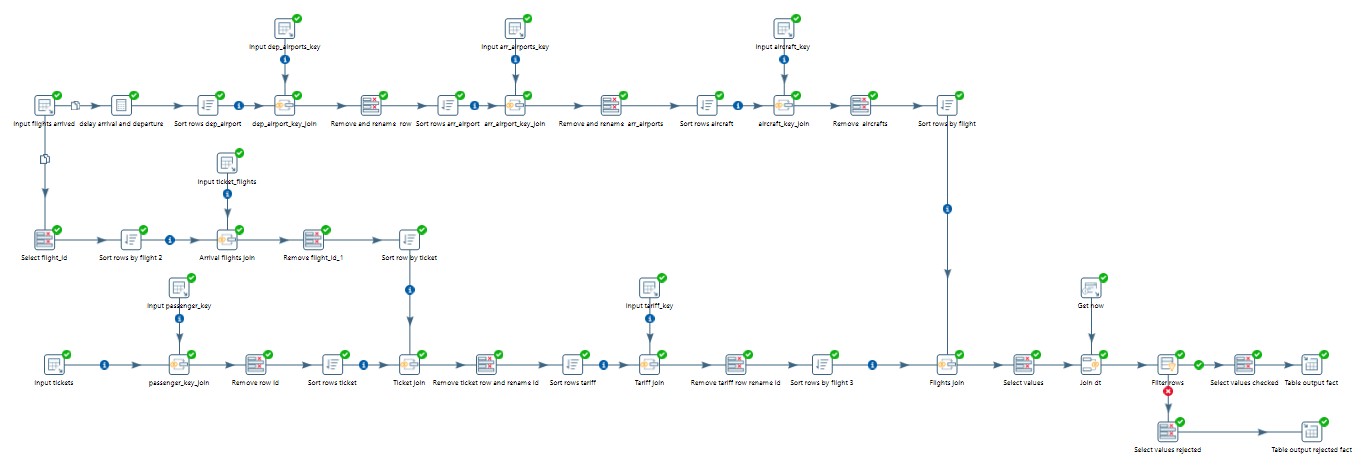 Input dep_airports_key
Input arr_airports_key
Input aircraft_key
Input flights arrived
delay arrival and departure
Sort rows dep_airport
dep_airport_key_join
Remove and rename row
Sort rows arr_airport
arr_airport_key_join
Remove and rename arr_airports
Sort rows aircraft
aircraft_key_join
Remove aircrafts
Sort rows by flight
Input ticket_flights
Select flight_id
Sort rows by flight 2
Arrival flights join
Remove flight_id_1
Sort row by ticket
Input passenger_key
Input tariff_key
Get now
Input tickets
passenger_key_join
Remove row id
Sort rows ticket
Ticket join
Remove ticket row and rename id
Sort rows tariff
Tariff join
Remove tariff row rename id
Sort rows by flight 3
Flights join
Select values
Join dt
Filter rows
Select values checked
Table output fact
Select values rejected
Table output rejected fact